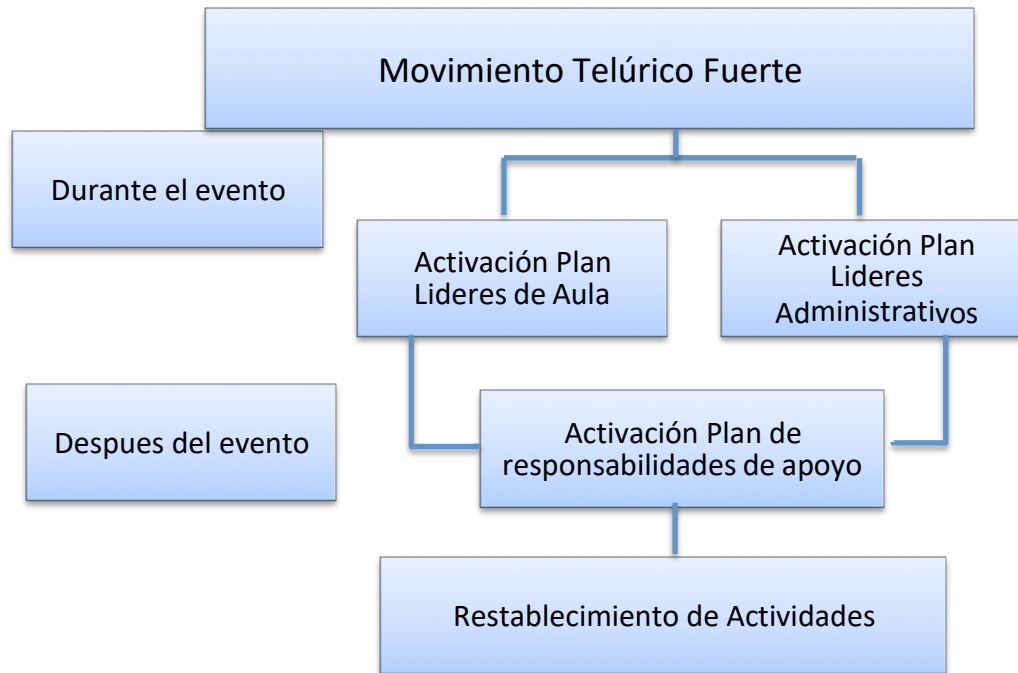 Movimiento Telúrico Fuerte
Durante el evento
Activación Plan
Lideres de Aula
Activación Plan
Lideres
Administrativos
Despues del evento
Activación Plan de
responsabilidades de apoyo
Restablecimiento de Actividades